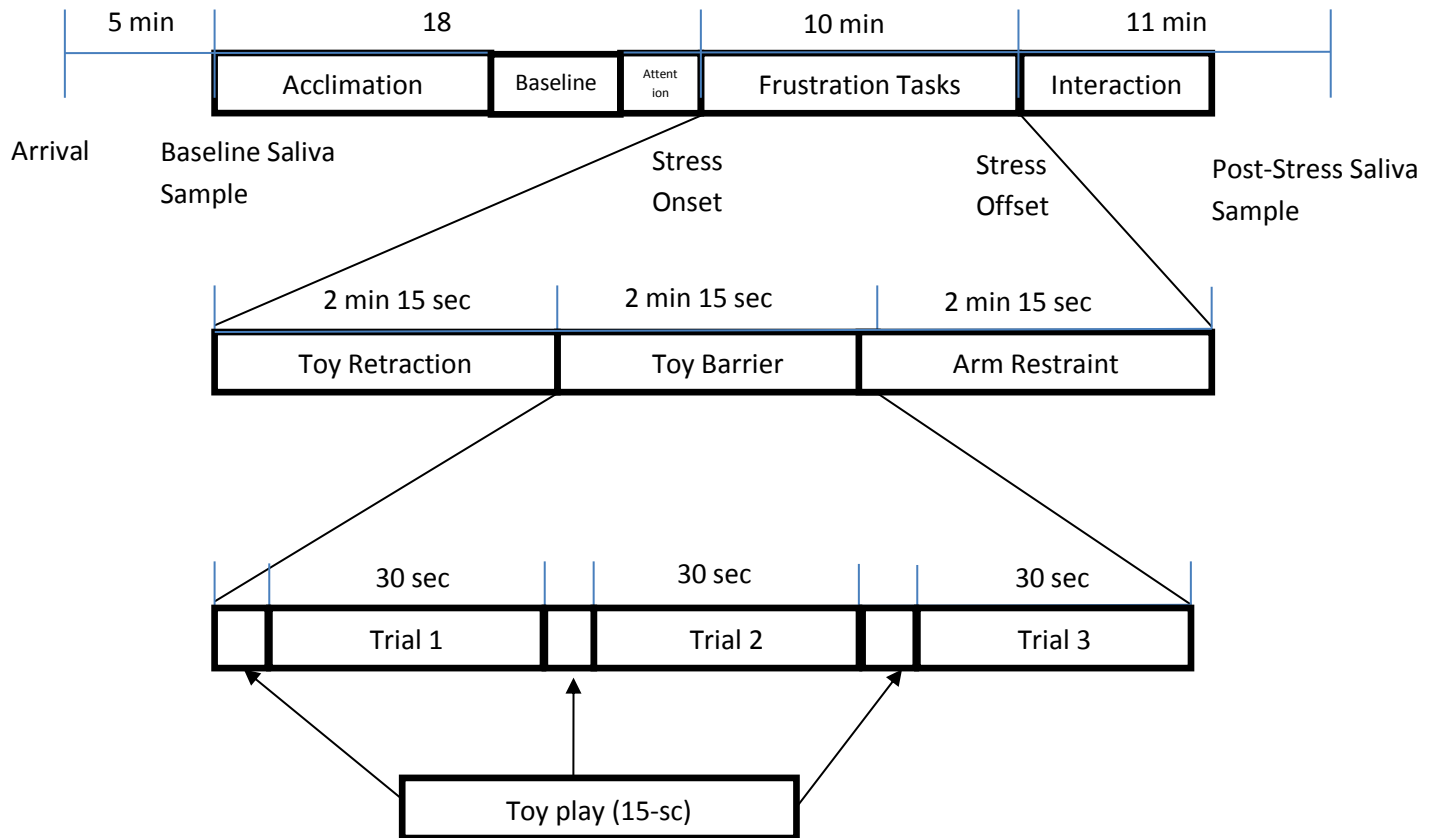 5 min
18
10 min
11 min
Acclimation
Baseline
Attent
ion
Frustration Tasks
Interaction
Arrival
Baseline Saliva
Sample
Stress
Onset
Stress
Offset
Post-Stress Saliva
Sample
2 min 15 sec
2 min 15 sec
2 min 15 sec
Toy Retraction
Toy Barrier
Arm Restraint
30 sec
30 sec
30 sec
Trial 1
Trial 2
Trial 3
Toy play (15-sc)